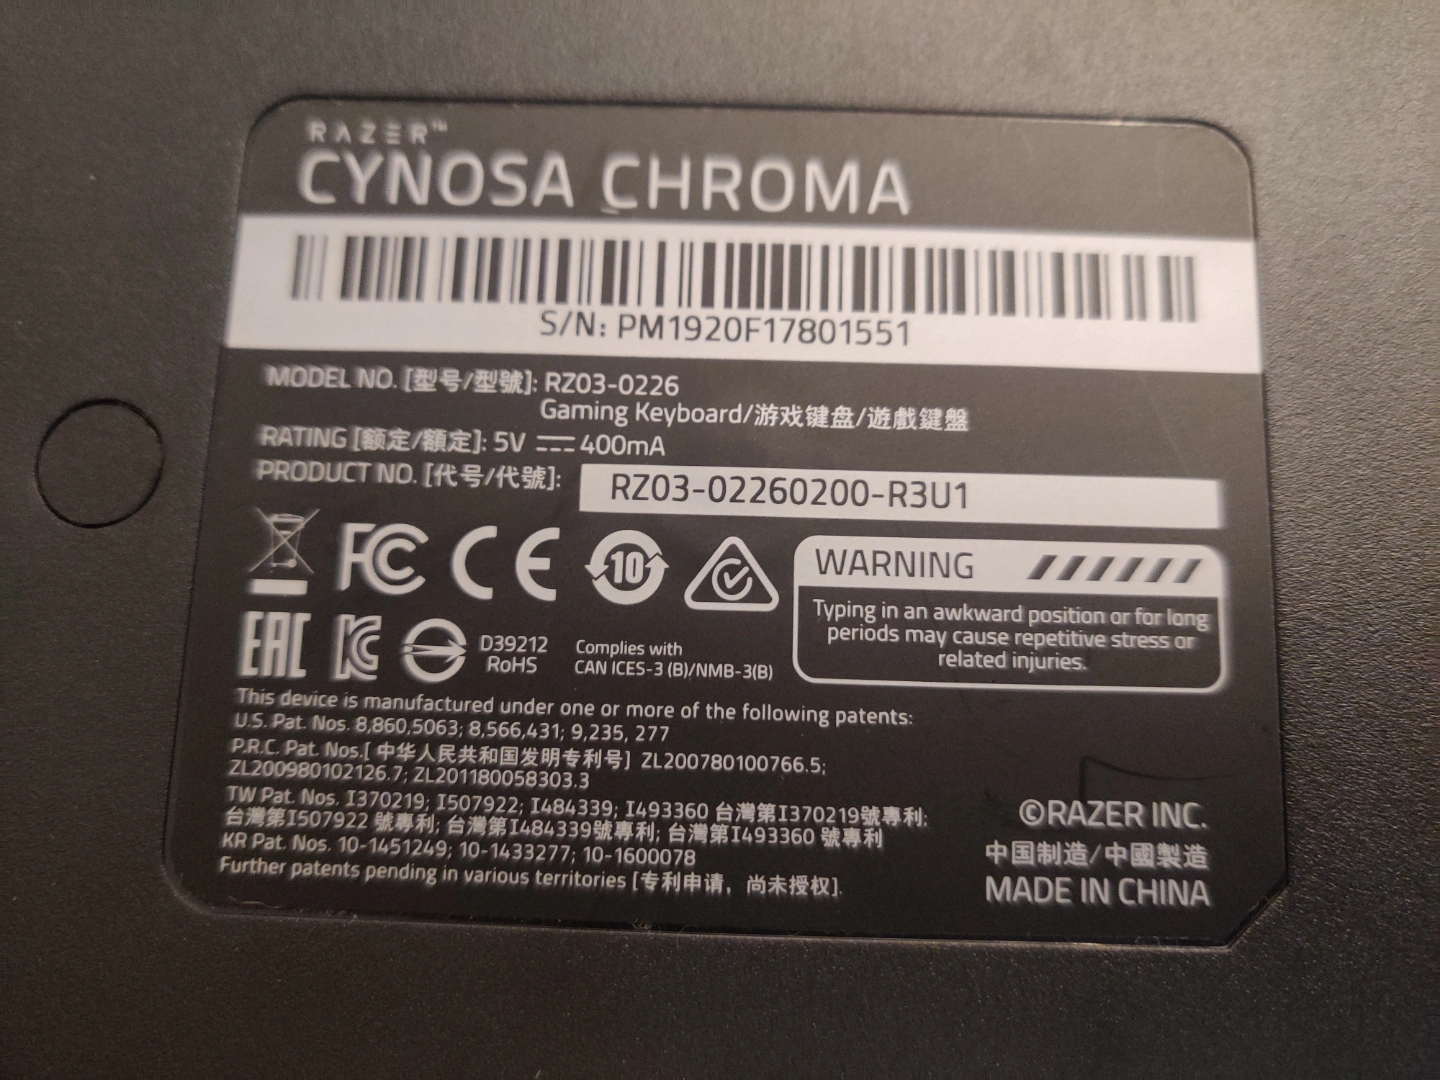 RAZER™
CYNOSA CHROMA
S/N: PM1920F17801551
MODEL NO. [型号/型號]: RZ03-0226
Gaming Keyboard/游戏键盘/遊戲鍵盤
RATING [额定/額定]: 5V ⎓ 400mA
PRODUCT NO. [代号/代號]: RZ03-02260200-R3U1
FC CE 10
WARNING
Typing in an awkward position or for long
periods may cause repetitive stress or
related injuries.
EAC KC D39212
RoHS
Complies with
CAN ICES-3 (B)/NMB-3(B)
This device is manufactured under one or more of the following patents:
U.S. Pat. Nos. 8,860,5063; 8,566,431; 9,235, 277
P.R.C. Pat. Nos.[ 中华人民共和国发明专利号] ZL200780100766.5;
ZL200980102126.7; ZL201180058303.3
TW Pat. Nos. I370219; I507922; I484339; I493360 台灣第I370219號專利;
台灣第I507922 號專利; 台灣第I484339號專利; 台灣第I493360 號專利
KR Pat. Nos. 10-1451249; 10-1433277; 10-1600078
Further patents pending in various territories [专利申请，尚未授权].
©RAZER INC.
中国制造/中國製造
MADE IN CHINA